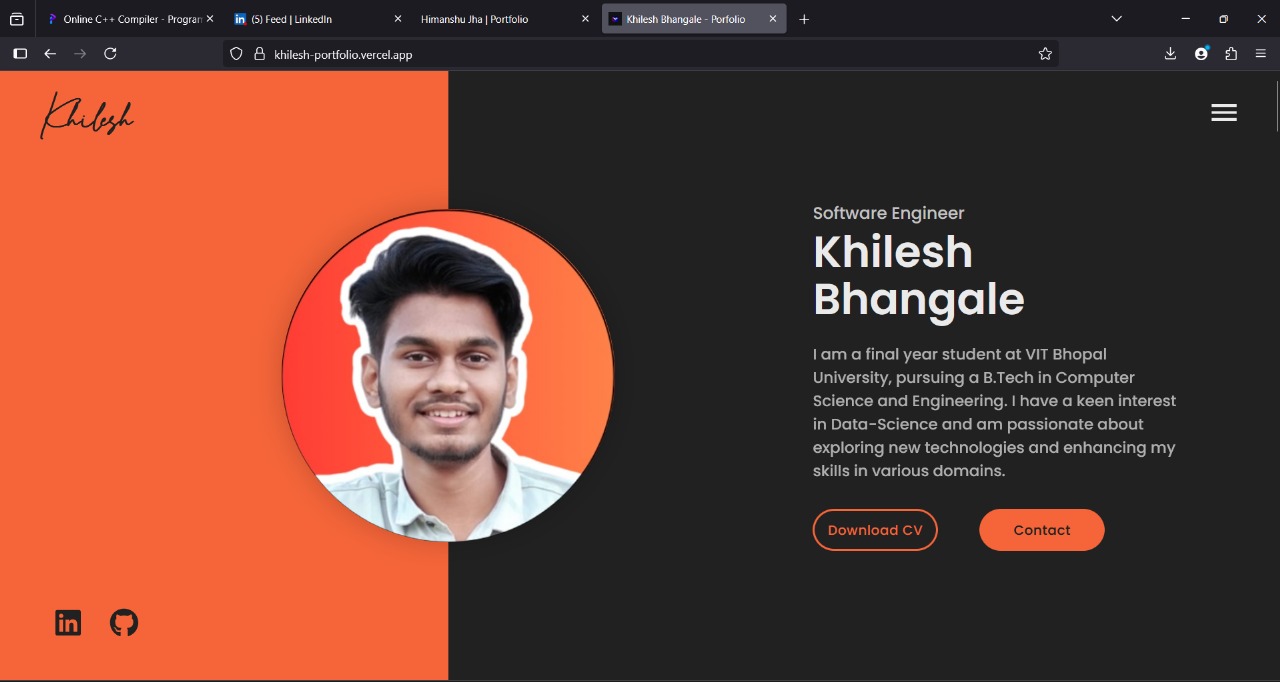 Online C++ Compiler - Program
(5) Feed | LinkedIn
Himanshu Jha | Portfolio
Khilesh Bhangale - Porfolio
khilesh-portfolio.vercel.app
Khilesh
Software Engineer
Khilesh
Bhangale
I am a final year student at VIT Bhopal
University, pursuing a B.Tech in Computer
Science and Engineering. I have a keen interest
in Data-Science and am passionate about
exploring new technologies and enhancing my
skills in various domains.
Download CV
Contact
in